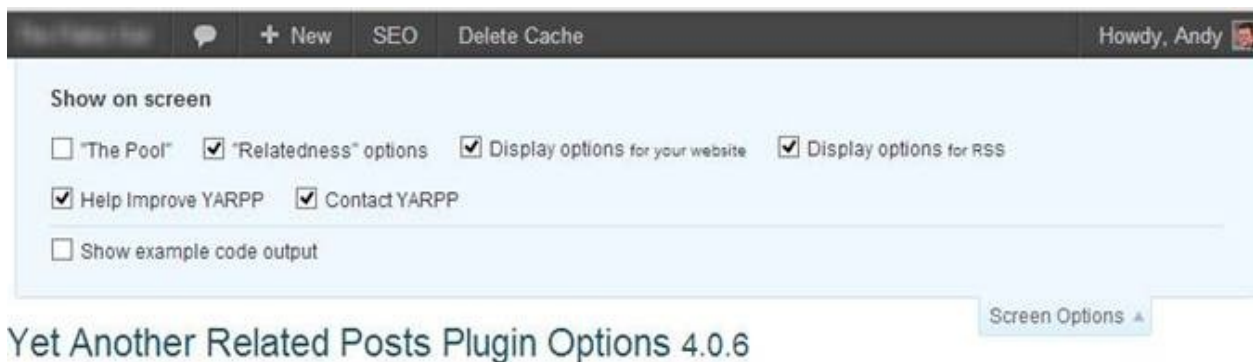 + New SEO Delete Cache Howdy, Andy
Show on screen
"The Pool" "Relatedness" options Display options for your website Display options for RSS
Help Improve YARPP Contact YARPP
Show example code output
Screen Options
Yet Another Related Posts Plugin Options 4.0.6